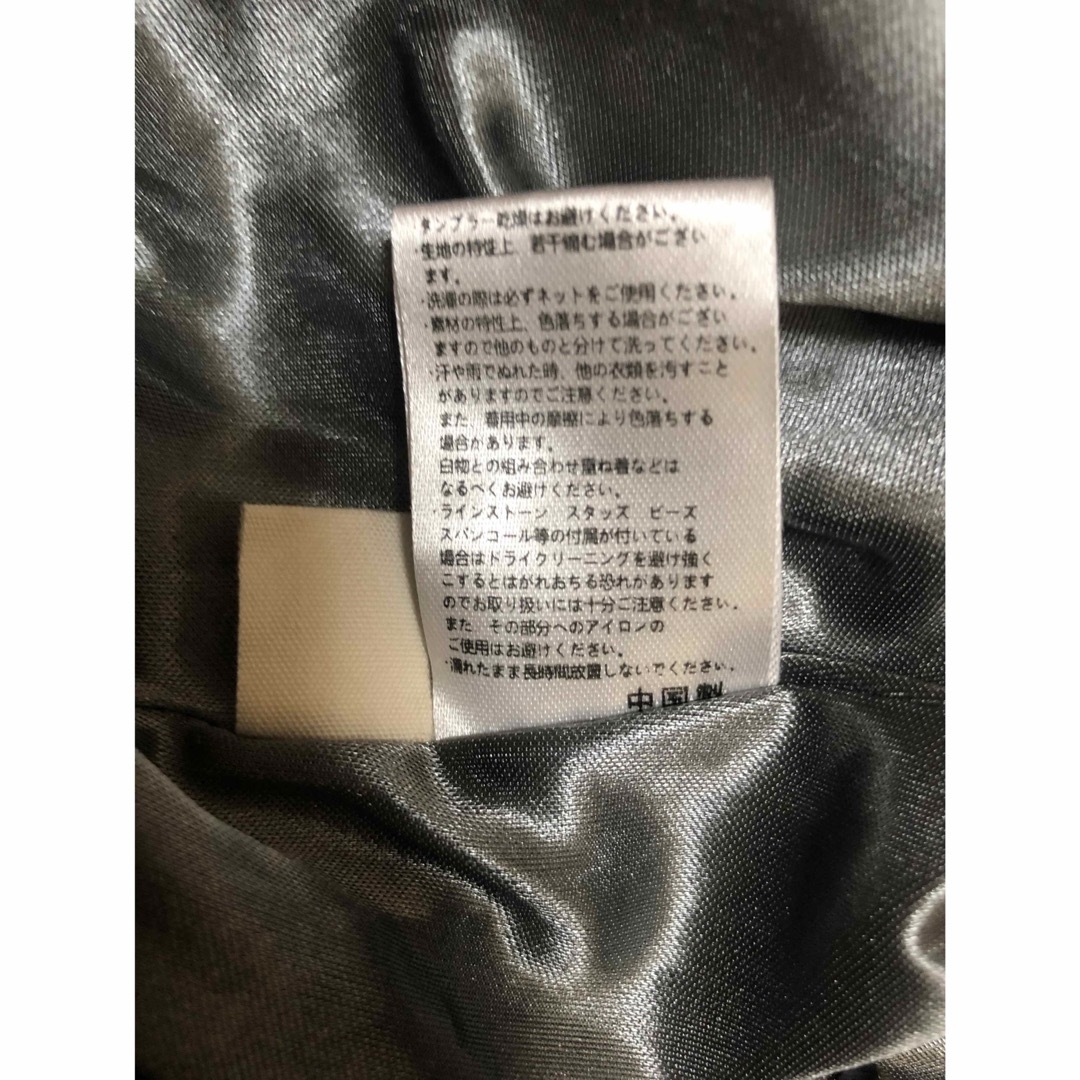 タンブラー乾燥はお避けください。
・生地の特性上、若干縮む場合がござい
ます。
・洗濯の際は必ずネットをご使用ください。
・素材の特性上、色落ちする場合がござい
ますので他のものと分けて洗ってください。
・汗や雨でぬれた時、他の衣類を汚すこと
がありますのでご注意ください。
また、着用中の摩擦により色落ちする
場合があります。
白物との組み合わせ重ね着などは
なるべくお避けください。
・ラインストーン　スタッズ　ビーズ
スパンコール等の付属が付いている
場合はドライクリーニングを避け強く
こするとはがれおちる恐れがあります
のでお取り扱いには十分ご注意ください。
また、その部分へのアイロンの
ご使用はお避けください。
・濡れたまま長時間放置しないでください。
中国製